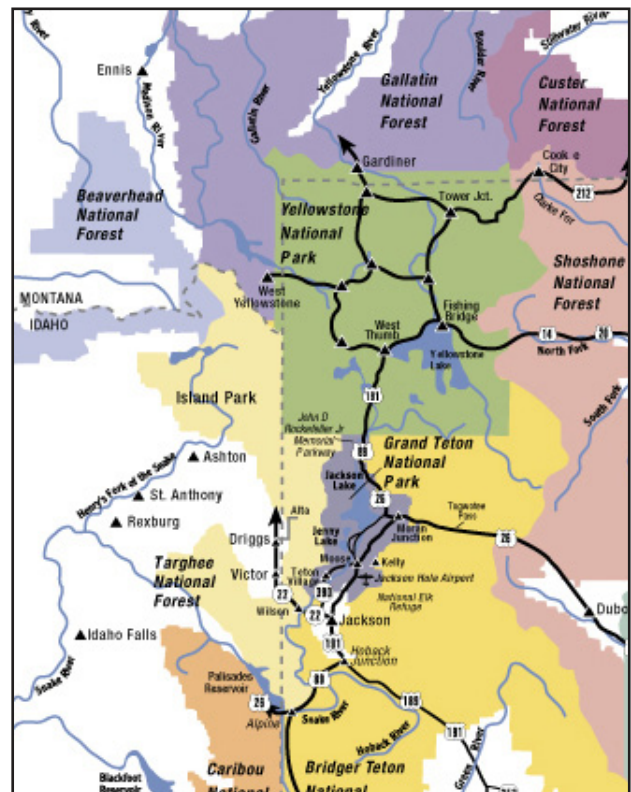 Yellowstone River
Stillwater River
Boulder River
Gallatin River
Madison River
Ennis
Gallatin
National
Forest
Custer
National
Forest
Gardiner
Cook e
City
212
Clarks For
Tower Jct.
Beaverhead
National
Forest
Yellowstone
National
Park
Shoshone
National
Forest
West
Yellowstone
MONTANA
IDAHO
Fishing
Bridge
West
Thumb
Yellowstone
Lake
14
20
North Fork
South Fork
Island Park
191
John D
Rockefeller Jr
Memorial
Parkway
89
Grand Teton
National
Park
Jackson
Lake
26
Ashton
Henry's Fork of the Snake
St. Anthony
Rexburg
Alta
Driggs
Jenny
Lake
Moran
Junction
Togwotee
Pass
26
Moose
Kelly
Victor
Teton
Village
Jackson Hole Airport
Targhee
National
Forest
22
390
National Elk
Refuge
Wilson
22
Jackson
Dubo
Idaho Falls
191
Hoback
Junction
Snake River
Palisades
Reservoir
89
26
189
Alpine
Snake River
Hoback River
191
Green River
Blackfoot
Reservoir
Caribou
National
Bridger Teton
National